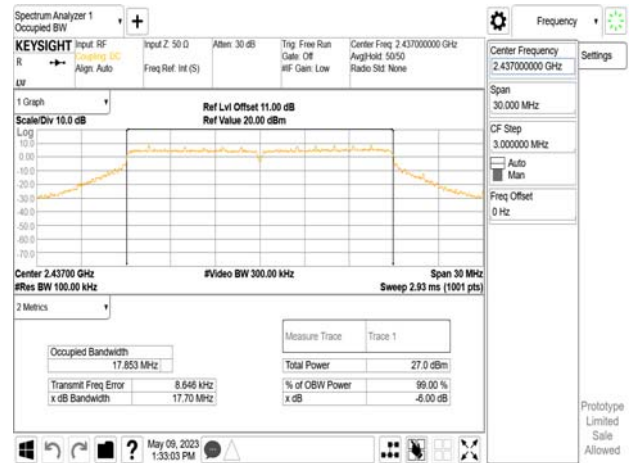 Spectrum Analyzer 1
Occupied BW
Frequency
KEYSIGHT
R
Input: RF
Coupling: DC
Align: Auto
Input Z: 50 Ω
Freq Ref: Int (S)
Atten: 30 dB
Trig: Free Run
Gate: Off
#IF Gain: Low
Center Freq: 2.437000000 GHz
Avg|Hold: 50/50
Radio Std: None
LW
1 Graph
Scale/Div 10.0 dB
Ref Lvl Offset 11.00 dB
Ref Value 20.00 dBm
Log
10.0
0.00
-10.0
-20.0
-30.0
-40.0
-50.0
-60.0
-70.0
Center 2.43700 GHz
#Res BW 100.00 kHz
#Video BW 300.00 kHz
Span 30 MHz
Sweep 2.93 ms (1001 pts)
2 Metrics
Measure Trace
Trace 1
Occupied Bandwidth
17.853 MHz
Total Power
27.0 dBm
Transmit Freq Error
8.646 kHz
% of OBW Power
99.00 %
x dB Bandwidth
17.70 MHz
x dB
-6.00 dB
May 09, 2023
1:33:03 PM
Center Frequency
2.437000000 GHz
Settings
Span
30.000 MHz
CF Step
3.000000 MHz
Auto
Man
Freq Offset
0 Hz
Prototype
Limited
Sale
Allowed